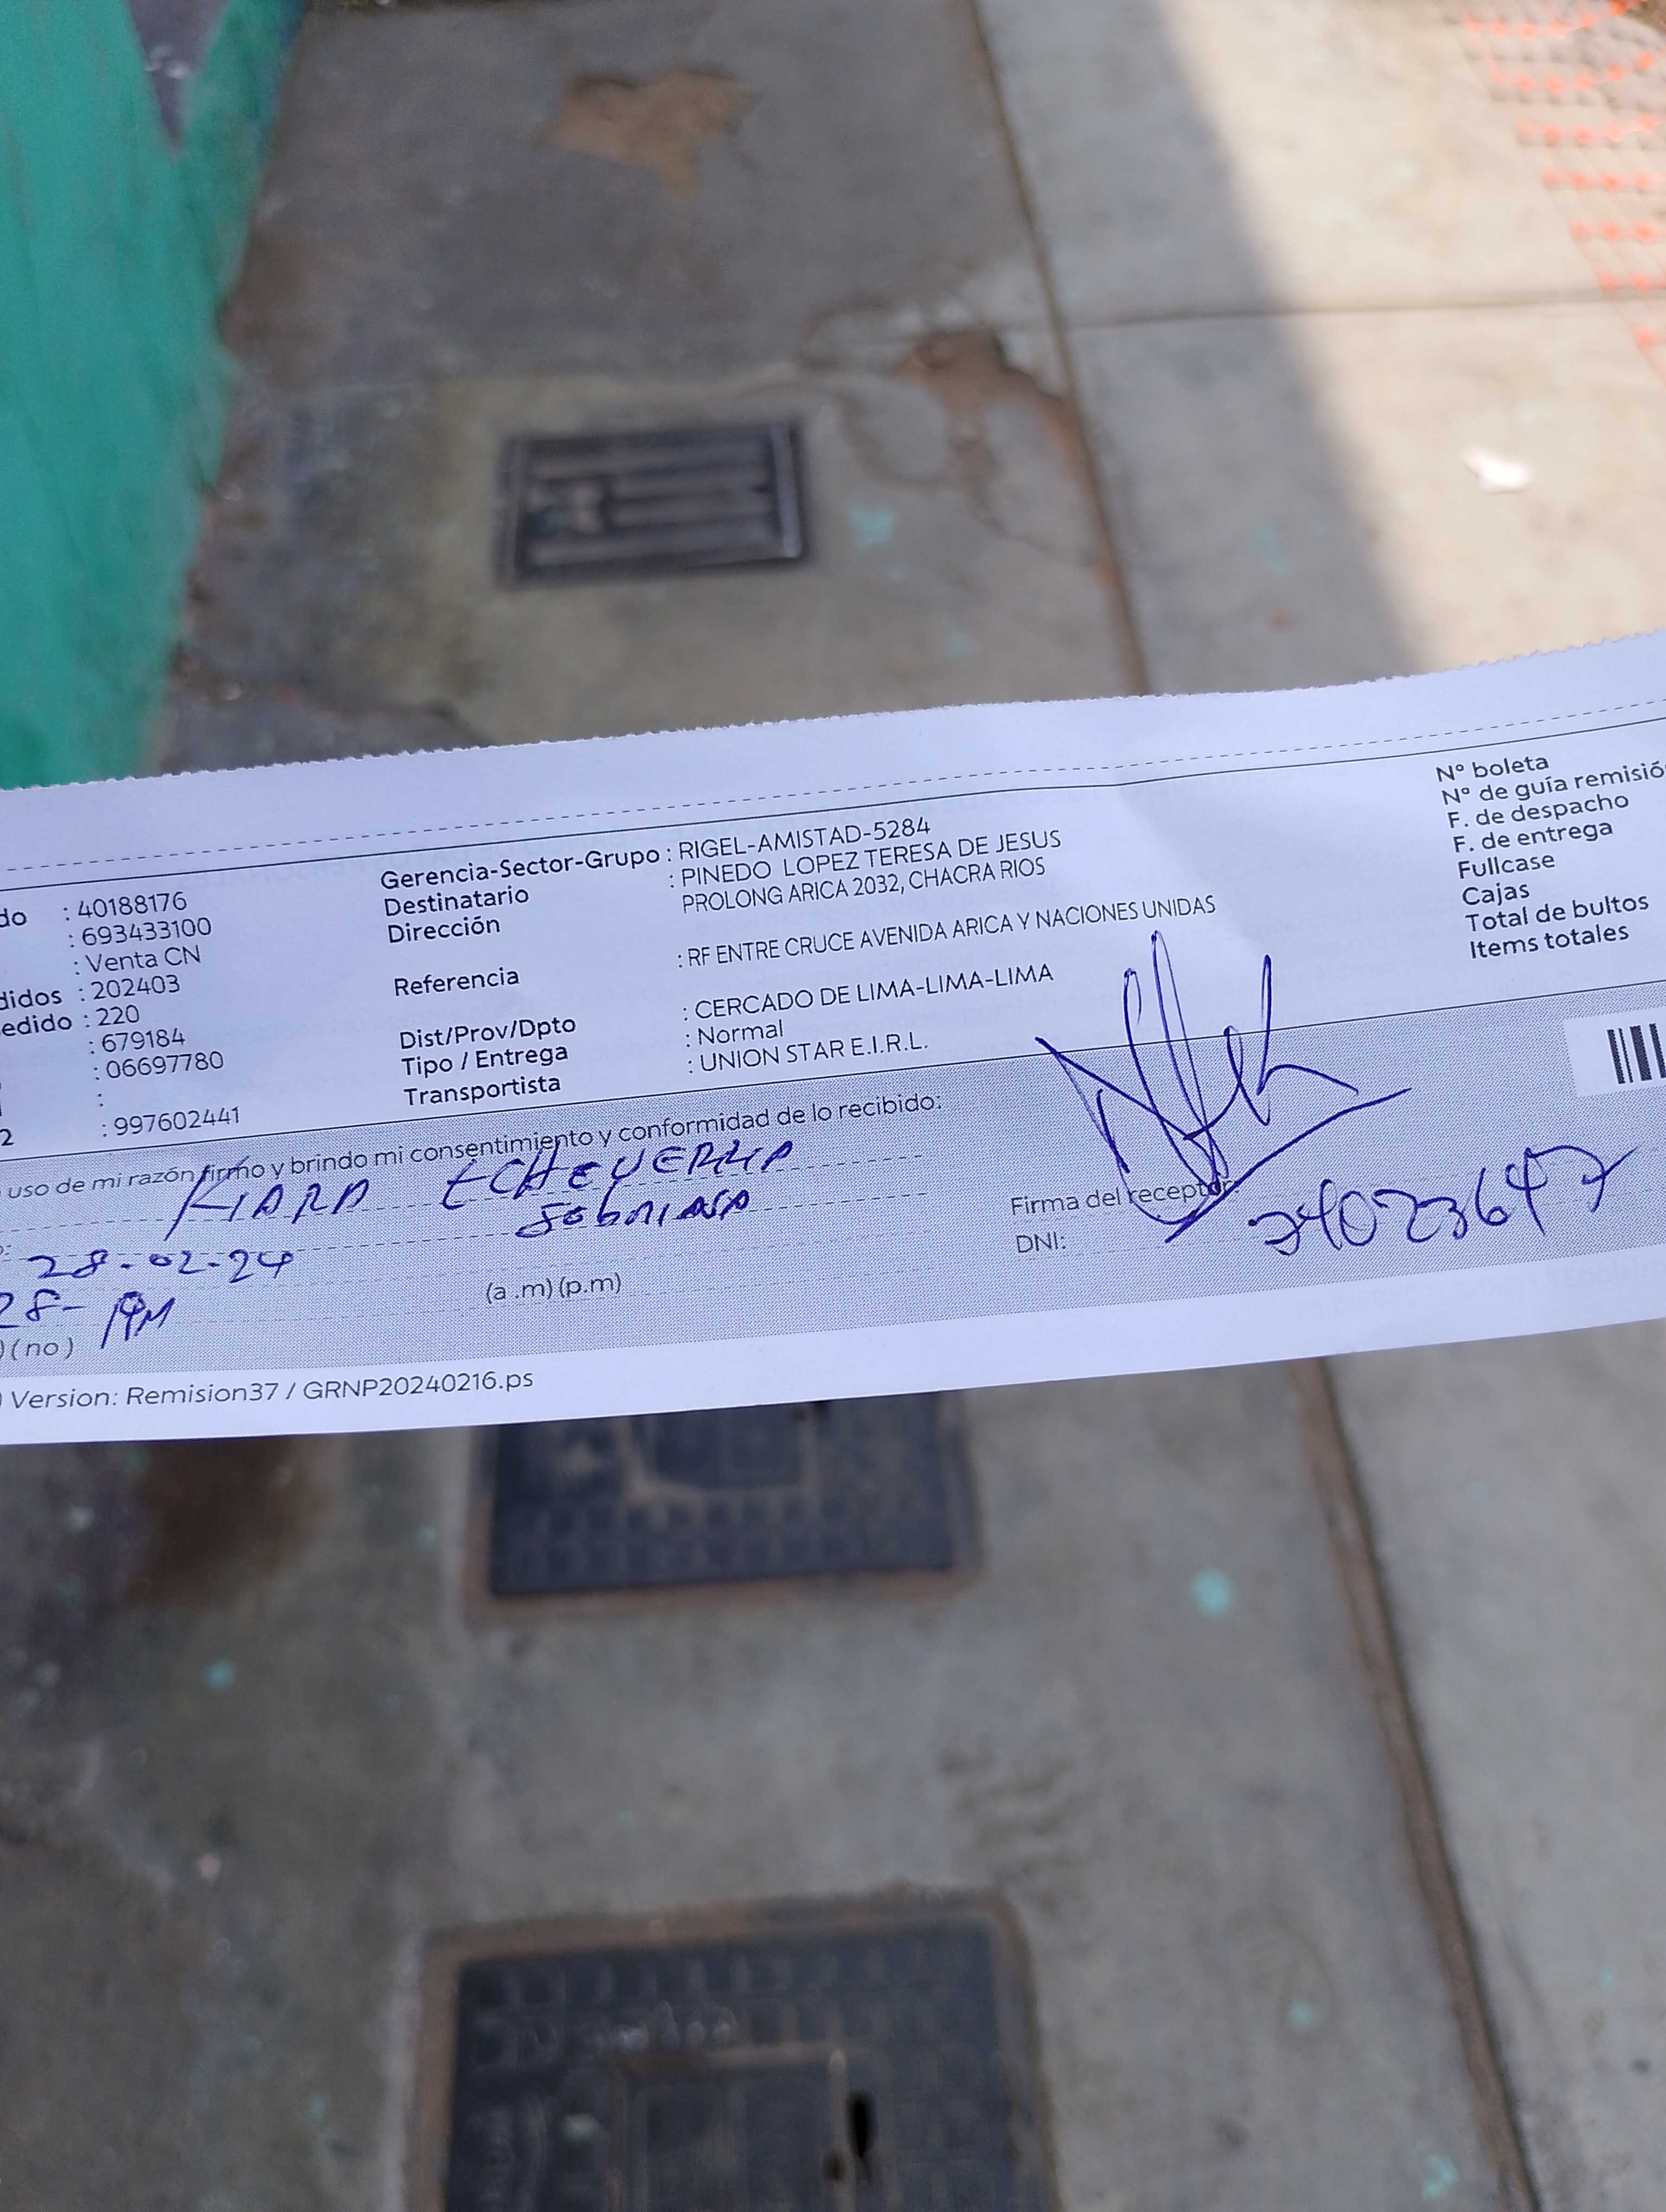 do : 40188176
: 693433100
: Venta CN
didos : 202403
edido : 220
: 679184
: 06697780
:
2 : 997602441
Gerencia-Sector-Grupo : RIGEL-AMISTAD-5284
Destinatario : PINEDO LOPEZ TERESA DE JESUS
Dirección PROLONG ARICA 2032, CHACRA RIOS
Referencia : RF ENTRE CRUCE AVENIDA ARICA Y NACIONES UNIDAS
Dist/Prov/Dpto : CERCADO DE LIMA-LIMA-LIMA
Tipo / Entrega : Normal
Transportista : UNION STAR E.I.R.L.
N° boleta
N° de guía remisió
F. de despacho
F. de entrega
Fullcase
Cajas
Total de bultos
Items totales
uso de mi razón firmo y brindo mi consentimiento y conformidad de lo recibido:
KIARA ECHEVERRIA
28-02-24
28- PM
(a .m) (p.m)
) (no)
Firma del receptor:
DNI:
Version: Remision37 / GRNP20240216.ps